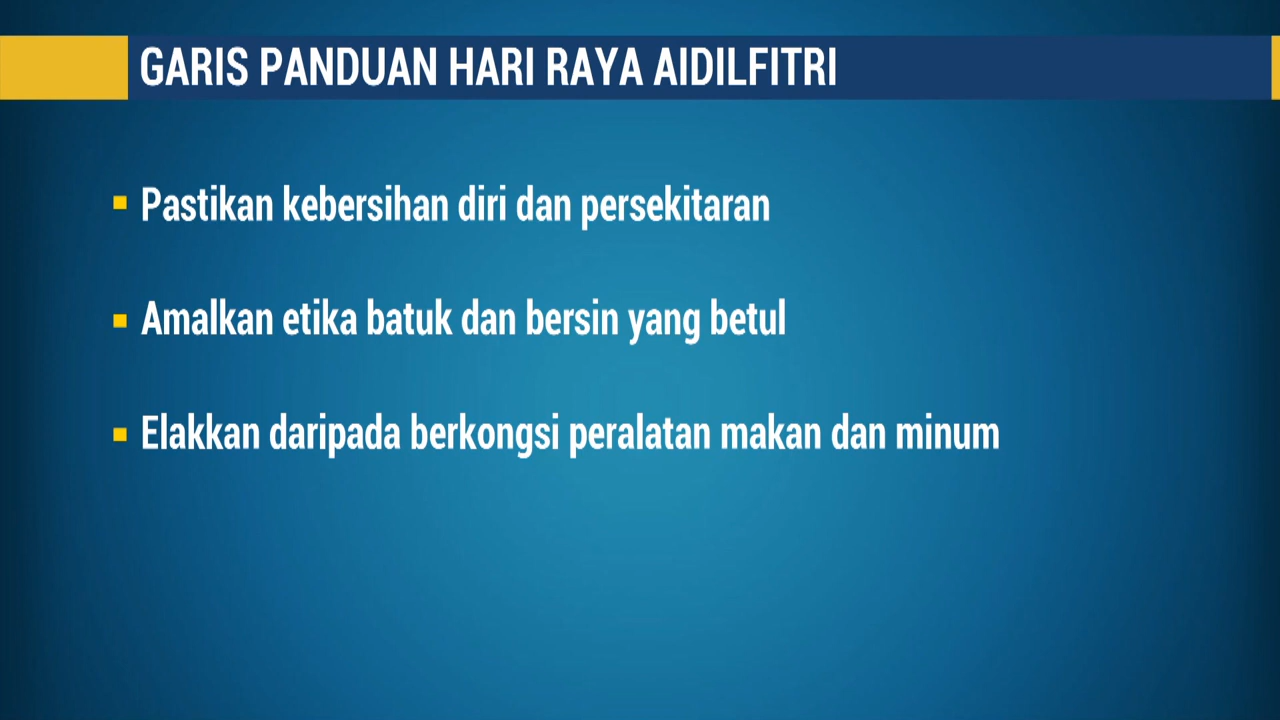 GARIS PANDUAN HARI RAYA AIDILFITRI
Pastikan kebersihan diri dan persekitaran
Amalkan etika batuk dan bersin yang betul
Elakkan daripada berkongsi peralatan makan dan minum